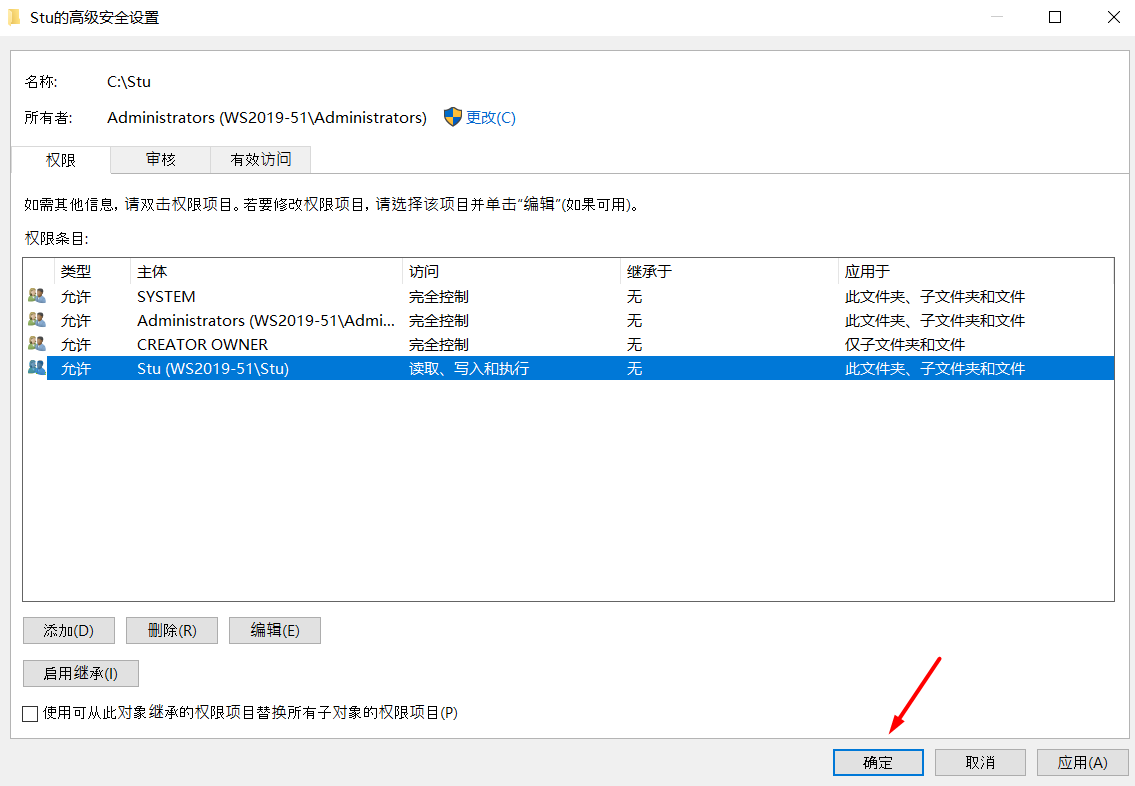 Stu的高级安全设置
名称: C:\Stu
所有者: Administrators (WS2019-51\Administrators) 更改(C)
权限 审核 有效访问
如需其他信息，请双击权限项目。若要修改权限项目，请选择该项目并单击“编辑”(如果可用)。
权限条目:
类型 主体 访问 继承于 应用于
允许 SYSTEM 完全控制 无 此文件夹、子文件夹和文件
允许 Administrators (WS2019-51\Admi... 完全控制 无 此文件夹、子文件夹和文件
允许 CREATOR OWNER 完全控制 无 仅子文件夹和文件
允许 Stu (WS2019-51\Stu) 读取、写入和执行 无 此文件夹、子文件夹和文件
添加(D) 删除(R) 编辑(E)
启用继承(I)
使用可从此对象继承的权限项目替换所有子对象的权限项目(P)
确定 取消 应用(A)